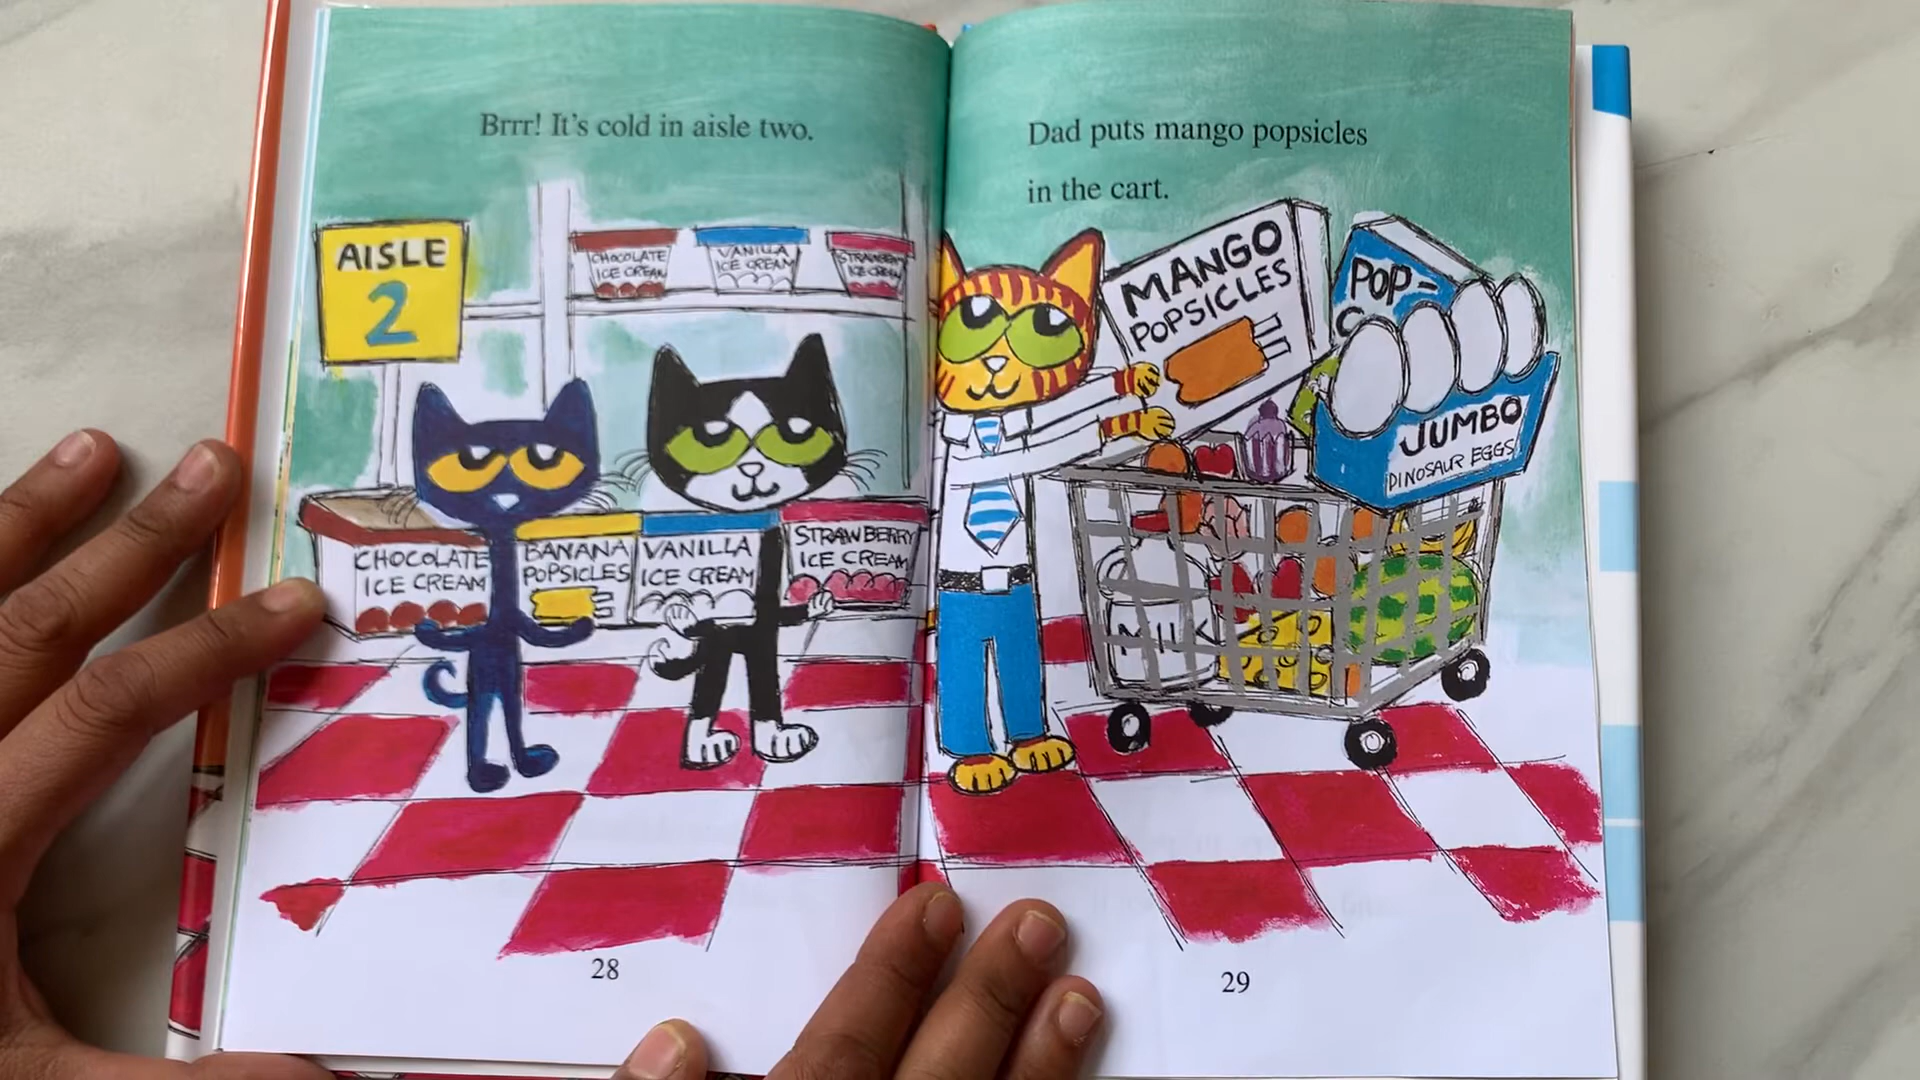 Brrr! It's cold in aisle two.
AISLE
2
CHOCOLATE
ICE CREAM
VANILLA
ICE CREAM
STRAWBERRY
ICE CREAM
CHOCOLATE
ICE CREAM
BANANA
POPSICLES
VANILLA
ICE CREAM
STRAWBERRY
ICE CREAM
28
Dad puts mango popsicles
in the cart.
MANGO
POPSICLES
POP-
C
JUMBO
DINOSAUR EGGS
MILK
29